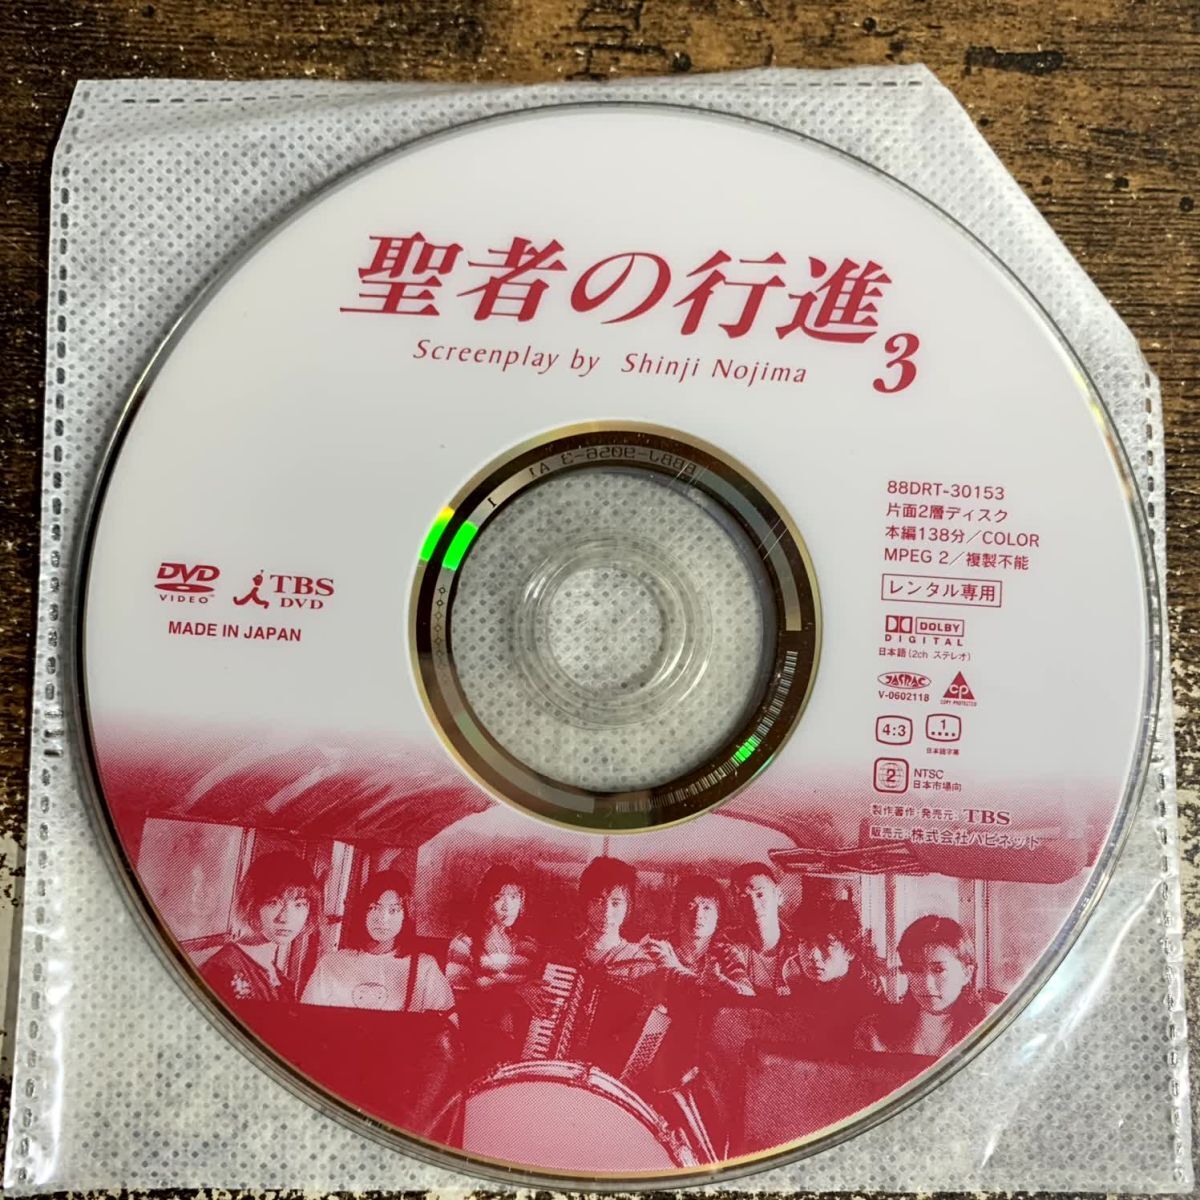 聖者の行進 3
Screenplay by Shinji Nojima
88DRT-30153
片面2層ディスク
本編138分／COLOR
MPEG 2／複製不能
レンタル専用
DOLBY
DIGITAL
日本語(2ch ステレオ)
JASRAC
V-0602118
CP
COPY PROTECTED
4:3
1
日本語字幕
2
NTSC
日本市場向
製作著作・発売元: TBS
販売元: 株式会社ハピネット
DVD
VIDEO
TBS
DVD
MADE IN JAPAN